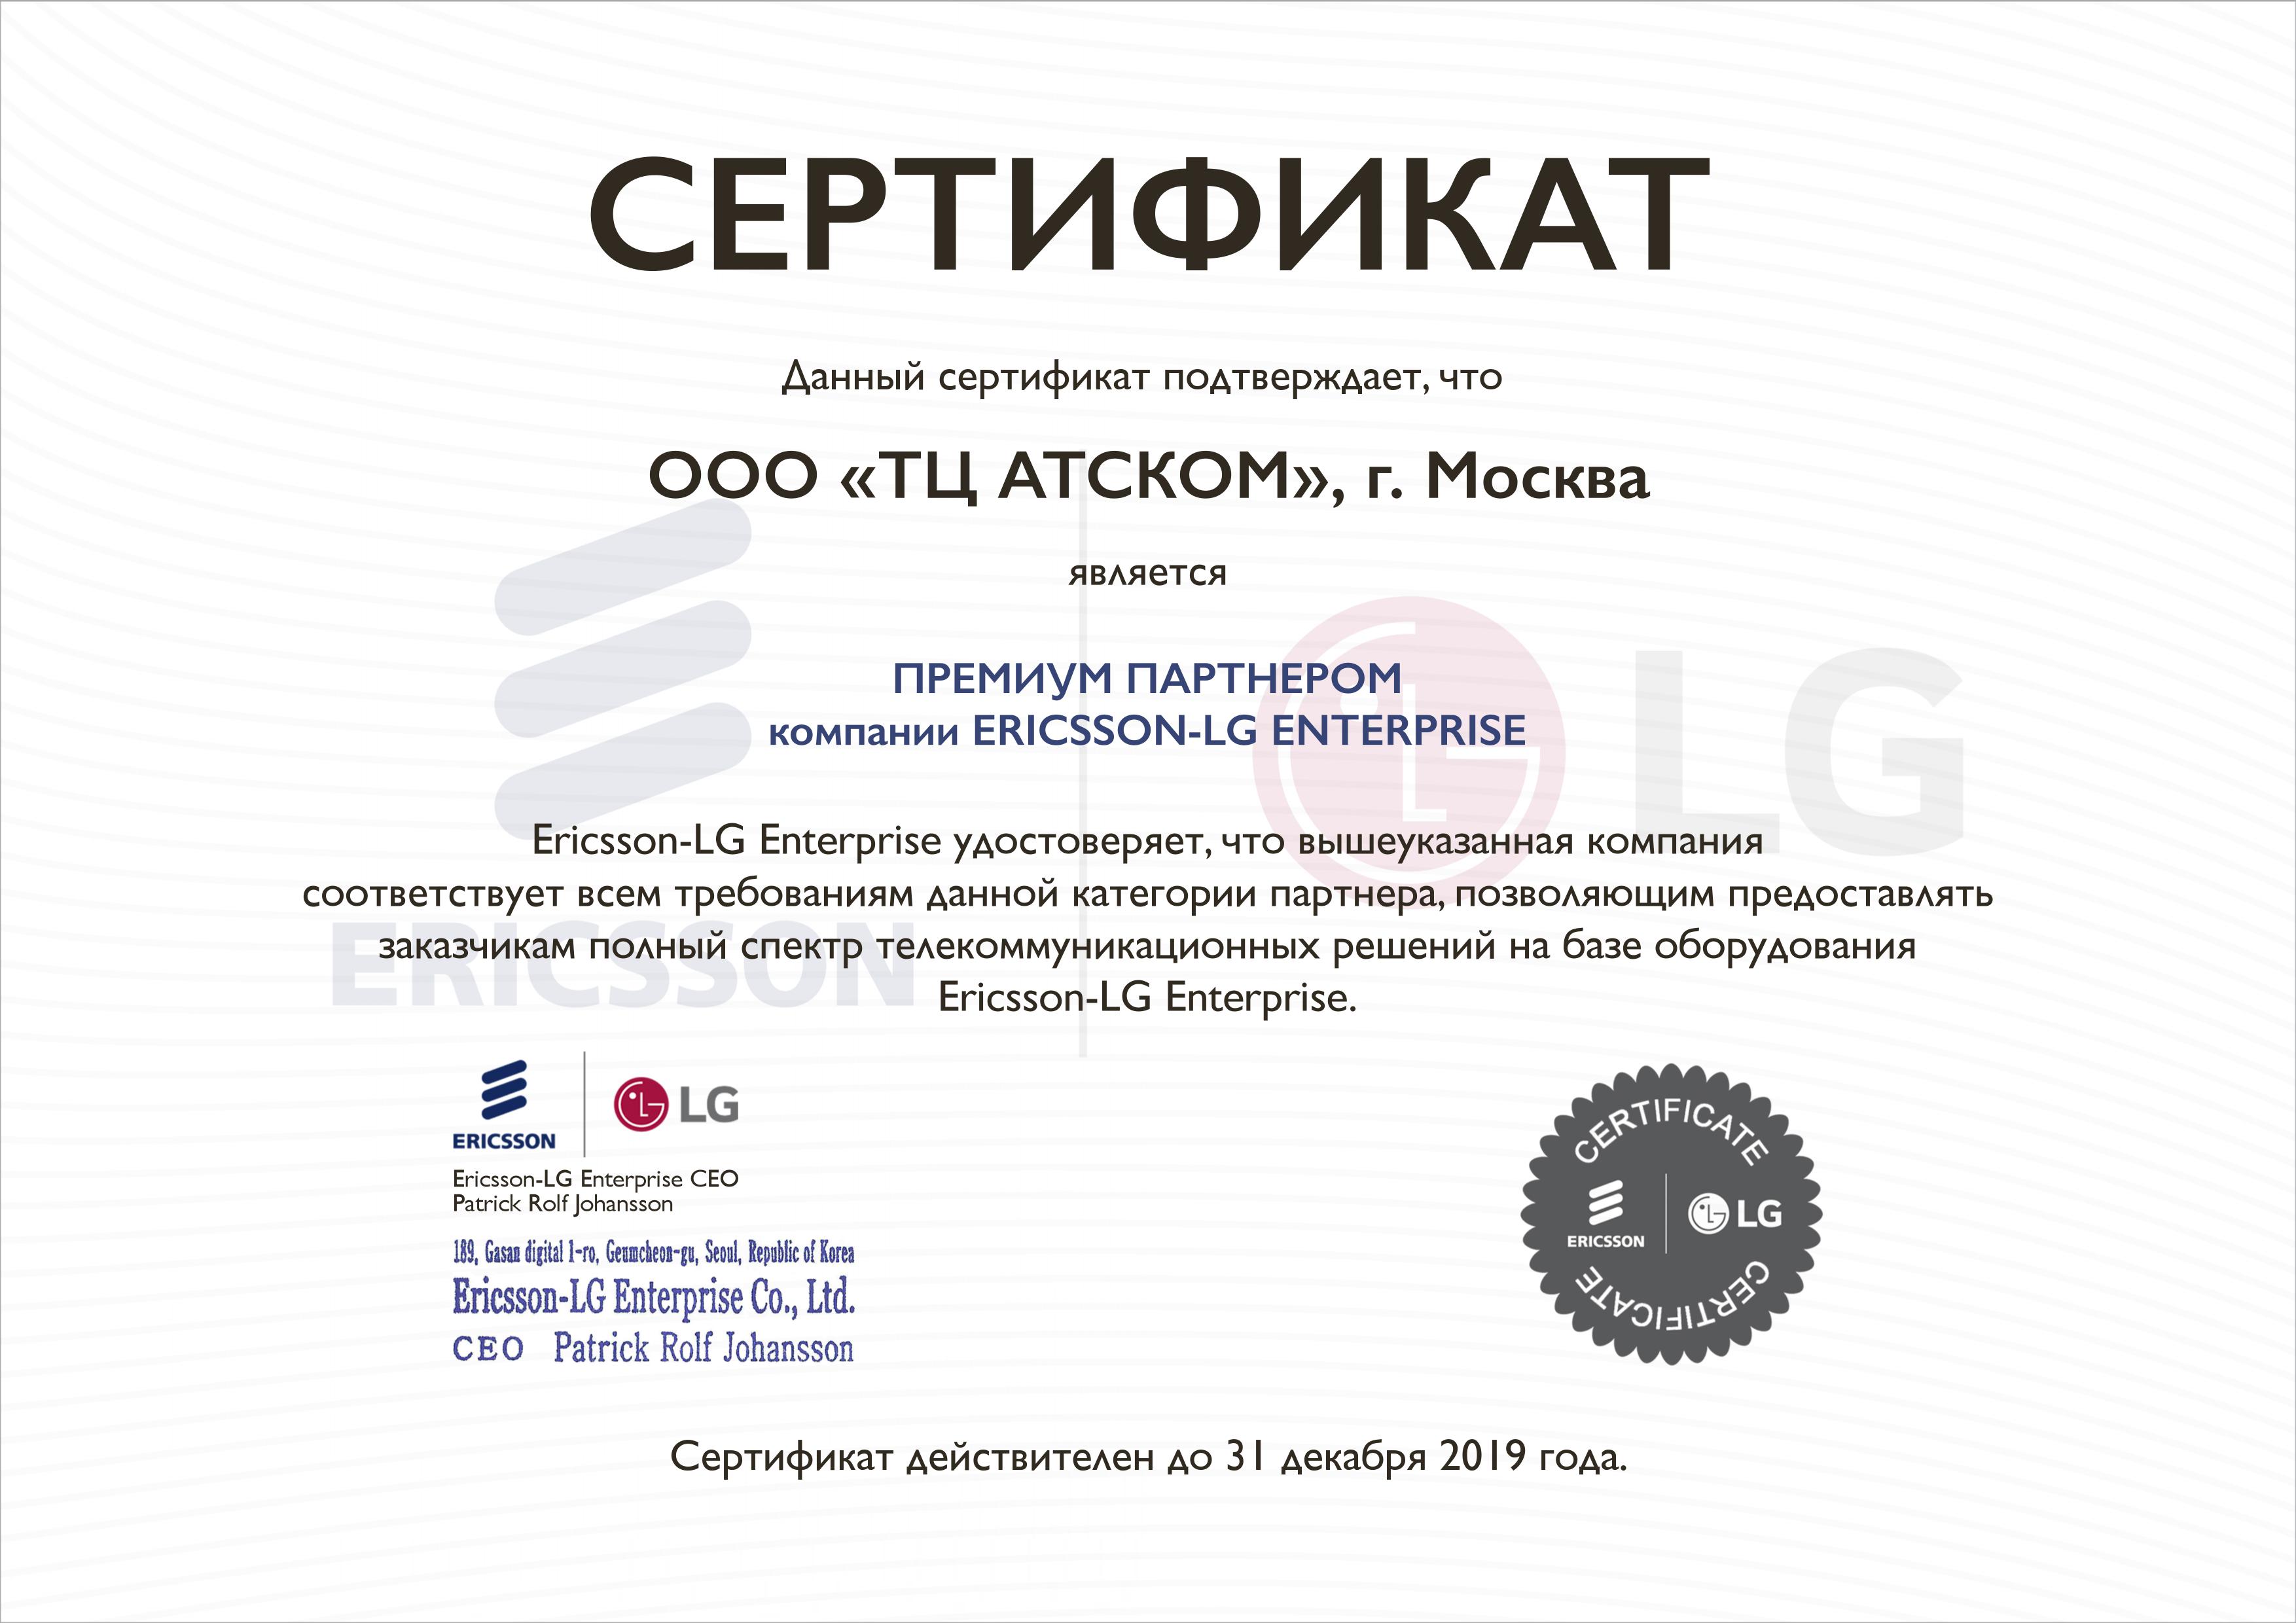 СЕРТИФИКАТ
Данный сертификат подтверждает, что
ООО «ТЦ АТСКОМ», г. Москва
является
ПРЕМИУМ ПАРТНЕРОМ
компании ERICSSON-LG ENTERPRISE
Ericsson-LG Enterprise удостоверяет, что вышеуказанная компания
соответствует всем требованиям данной категории партнера, позволяющим предоставлять
заказчикам полный спектр телекоммуникационных решений на базе оборудования
Ericsson-LG Enterprise.
ERICSSON
LG
ERICSSON
LG
Ericsson-LG Enterprise CEO
Patrick Rolf Johansson
189, Gasan digital 1-ro, Geumcheon-gu, Seoul, Republic of Korea
Ericsson-LG Enterprise Co., Ltd.
CEO Patrick Rolf Johansson
CERTIFICATE
ERICSSON
LG
CERTIFICATE
Сертификат действителен до 31 декабря 2019 года.